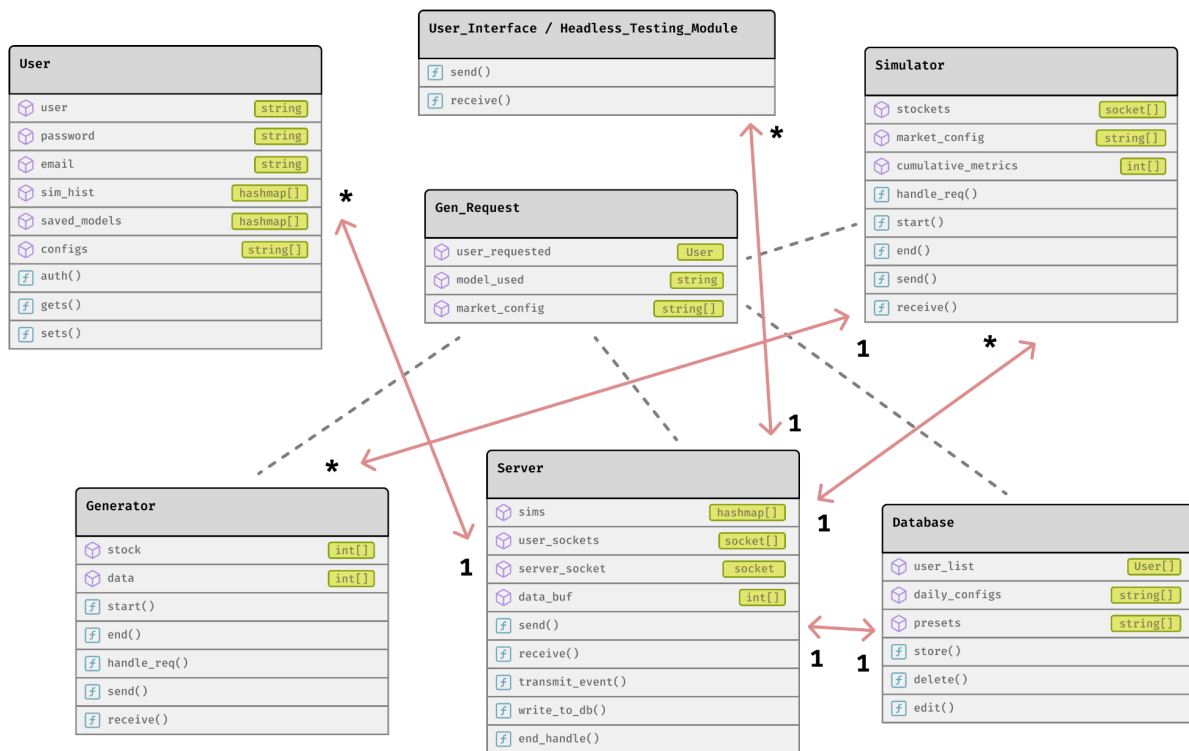 User_Interface / Headless_Testing_Module
send()
receive()
User
user string
password string
email string
sim_hist hashmap[]
saved_models hashmap[]
configs string[]
auth()
gets()
sets()
Simulator
stockets socket[]
market_config string[]
cumulative_metrics int[]
handle_req()
start()
end()
send()
receive()
Gen_Request
user_requested User
model_used string
market_config string[]
*
*
1
*
1
*
1
1
1
1
Generator
stock int[]
data int[]
start()
end()
handle_req()
send()
receive()
Server
sims hashmap[]
user_sockets socket[]
server_socket socket
data_buf int[]
send()
receive()
transmit_event()
write_to_db()
end_handle()
Database
user_list User[]
daily_configs string[]
presets string[]
store()
delete()
edit()